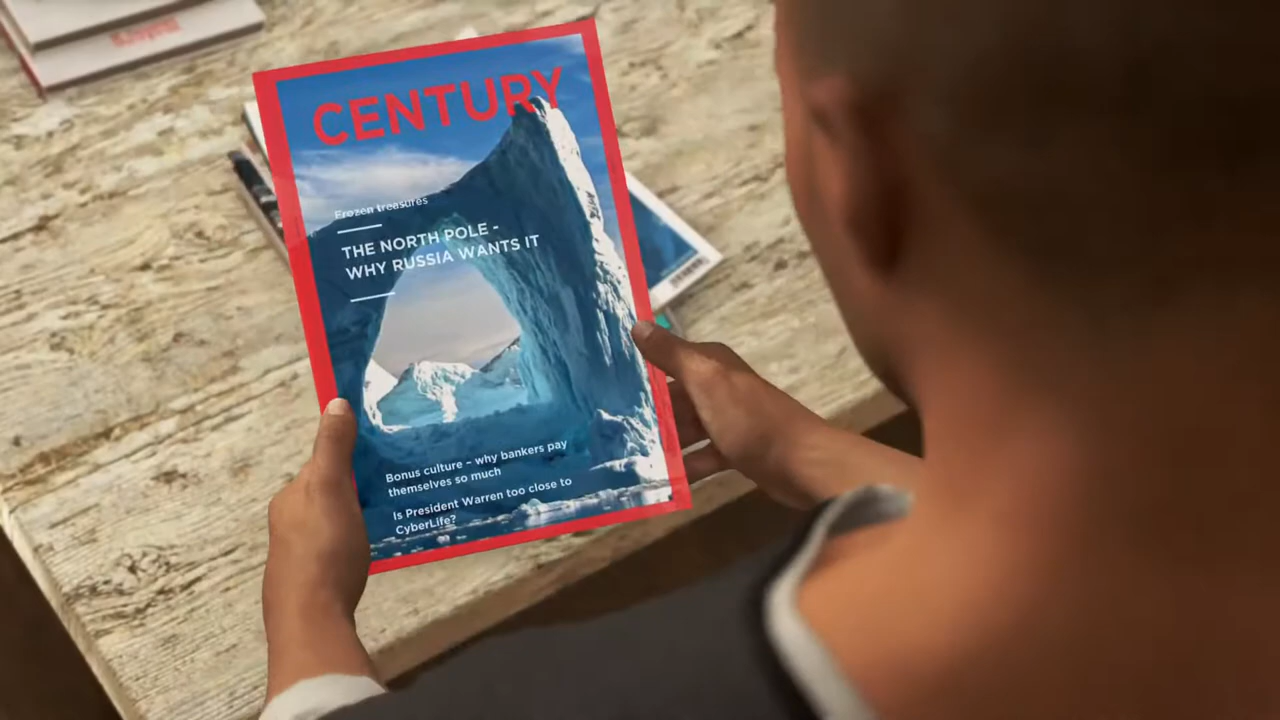 CENTURY
Frozen treasures
THE NORTH POLE -
WHY RUSSIA WANTS IT
Bonus culture – why bankers pay
themselves so much
Is President Warren too close to
CyberLife?